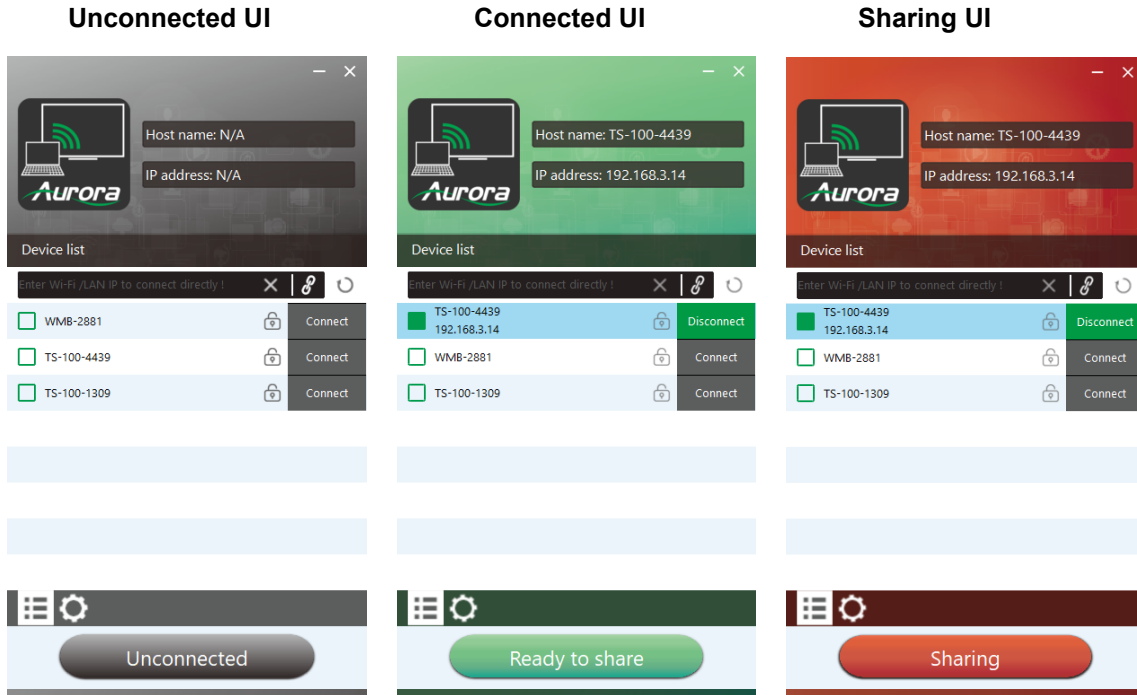 Unconnected UI
Host name: N/A
IP address: N/A
Aurora
Device list
Enter Wi-Fi /LAN IP to connect directly !
WMB-2881 Connect
TS-100-4439 Connect
TS-100-1309 Connect
Unconnected
Connected UI
Host name: TS-100-4439
IP address: 192.168.3.14
Aurora
Device list
Enter Wi-Fi /LAN IP to connect directly !
TS-100-4439
192.168.3.14
Disconnect
WMB-2881 Connect
TS-100-1309 Connect
Ready to share
Sharing UI
Host name: TS-100-4439
IP address: 192.168.3.14
Aurora
Device list
Enter Wi-Fi /LAN IP to connect directly !
TS-100-4439
192.168.3.14
Disconnect
WMB-2881 Connect
TS-100-1309 Connect
Sharing